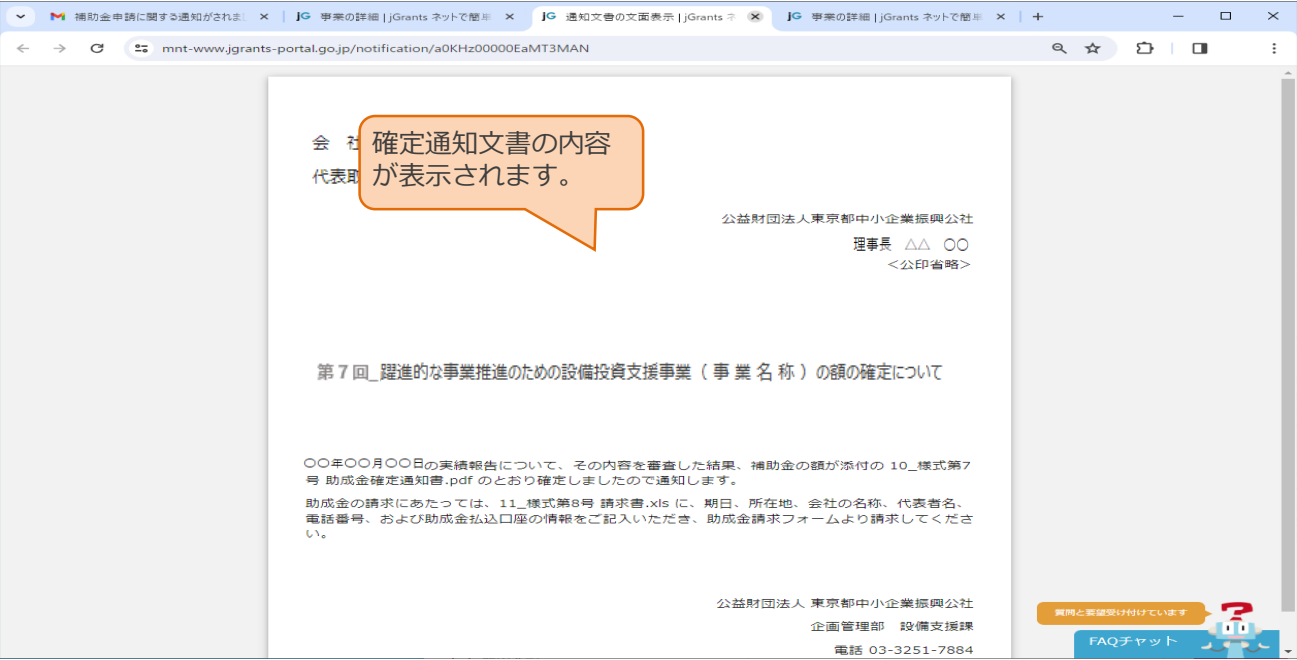 補助金申請に関する通知がされま
JG 事業の詳細 | jGrants ネットで簡単
JG 通知文書の文面表示 | jGrants ネ
JG 事業の詳細 | jGrants ネットで簡単
mnt-www.jgrants-portal.go.jp/notification/a0KHz00000EaMT3MAN
会 社
代表取
確定通知文書の内容
が表示されます。
公益財団法人東京都中小企業振興公社
理事長 △△ 〇〇
<公印省略>
第７回_躍進的な事業推進のための設備投資支援事業（ 事 業 名 称 ）の額の確定について
〇〇年〇〇月〇〇日の実績報告について、その内容を審査した結果、補助金の額が添付の 10_様式第7
号 助成金確定通知書.pdf のとおり確定しましたので通知します。
助成金の請求にあたっては、11_様式第8号 請求書.xls に、期日、所在地、会社の名称、代表者名、
電話番号、および助成金払込口座の情報をご記入いただき、助成金請求フォームより請求してくださ
い。
公益財団法人 東京都中小企業振興公社
企画管理部 設備支援課
電話 03-3251-7884
質問と要望受け付けています
FAQチャット